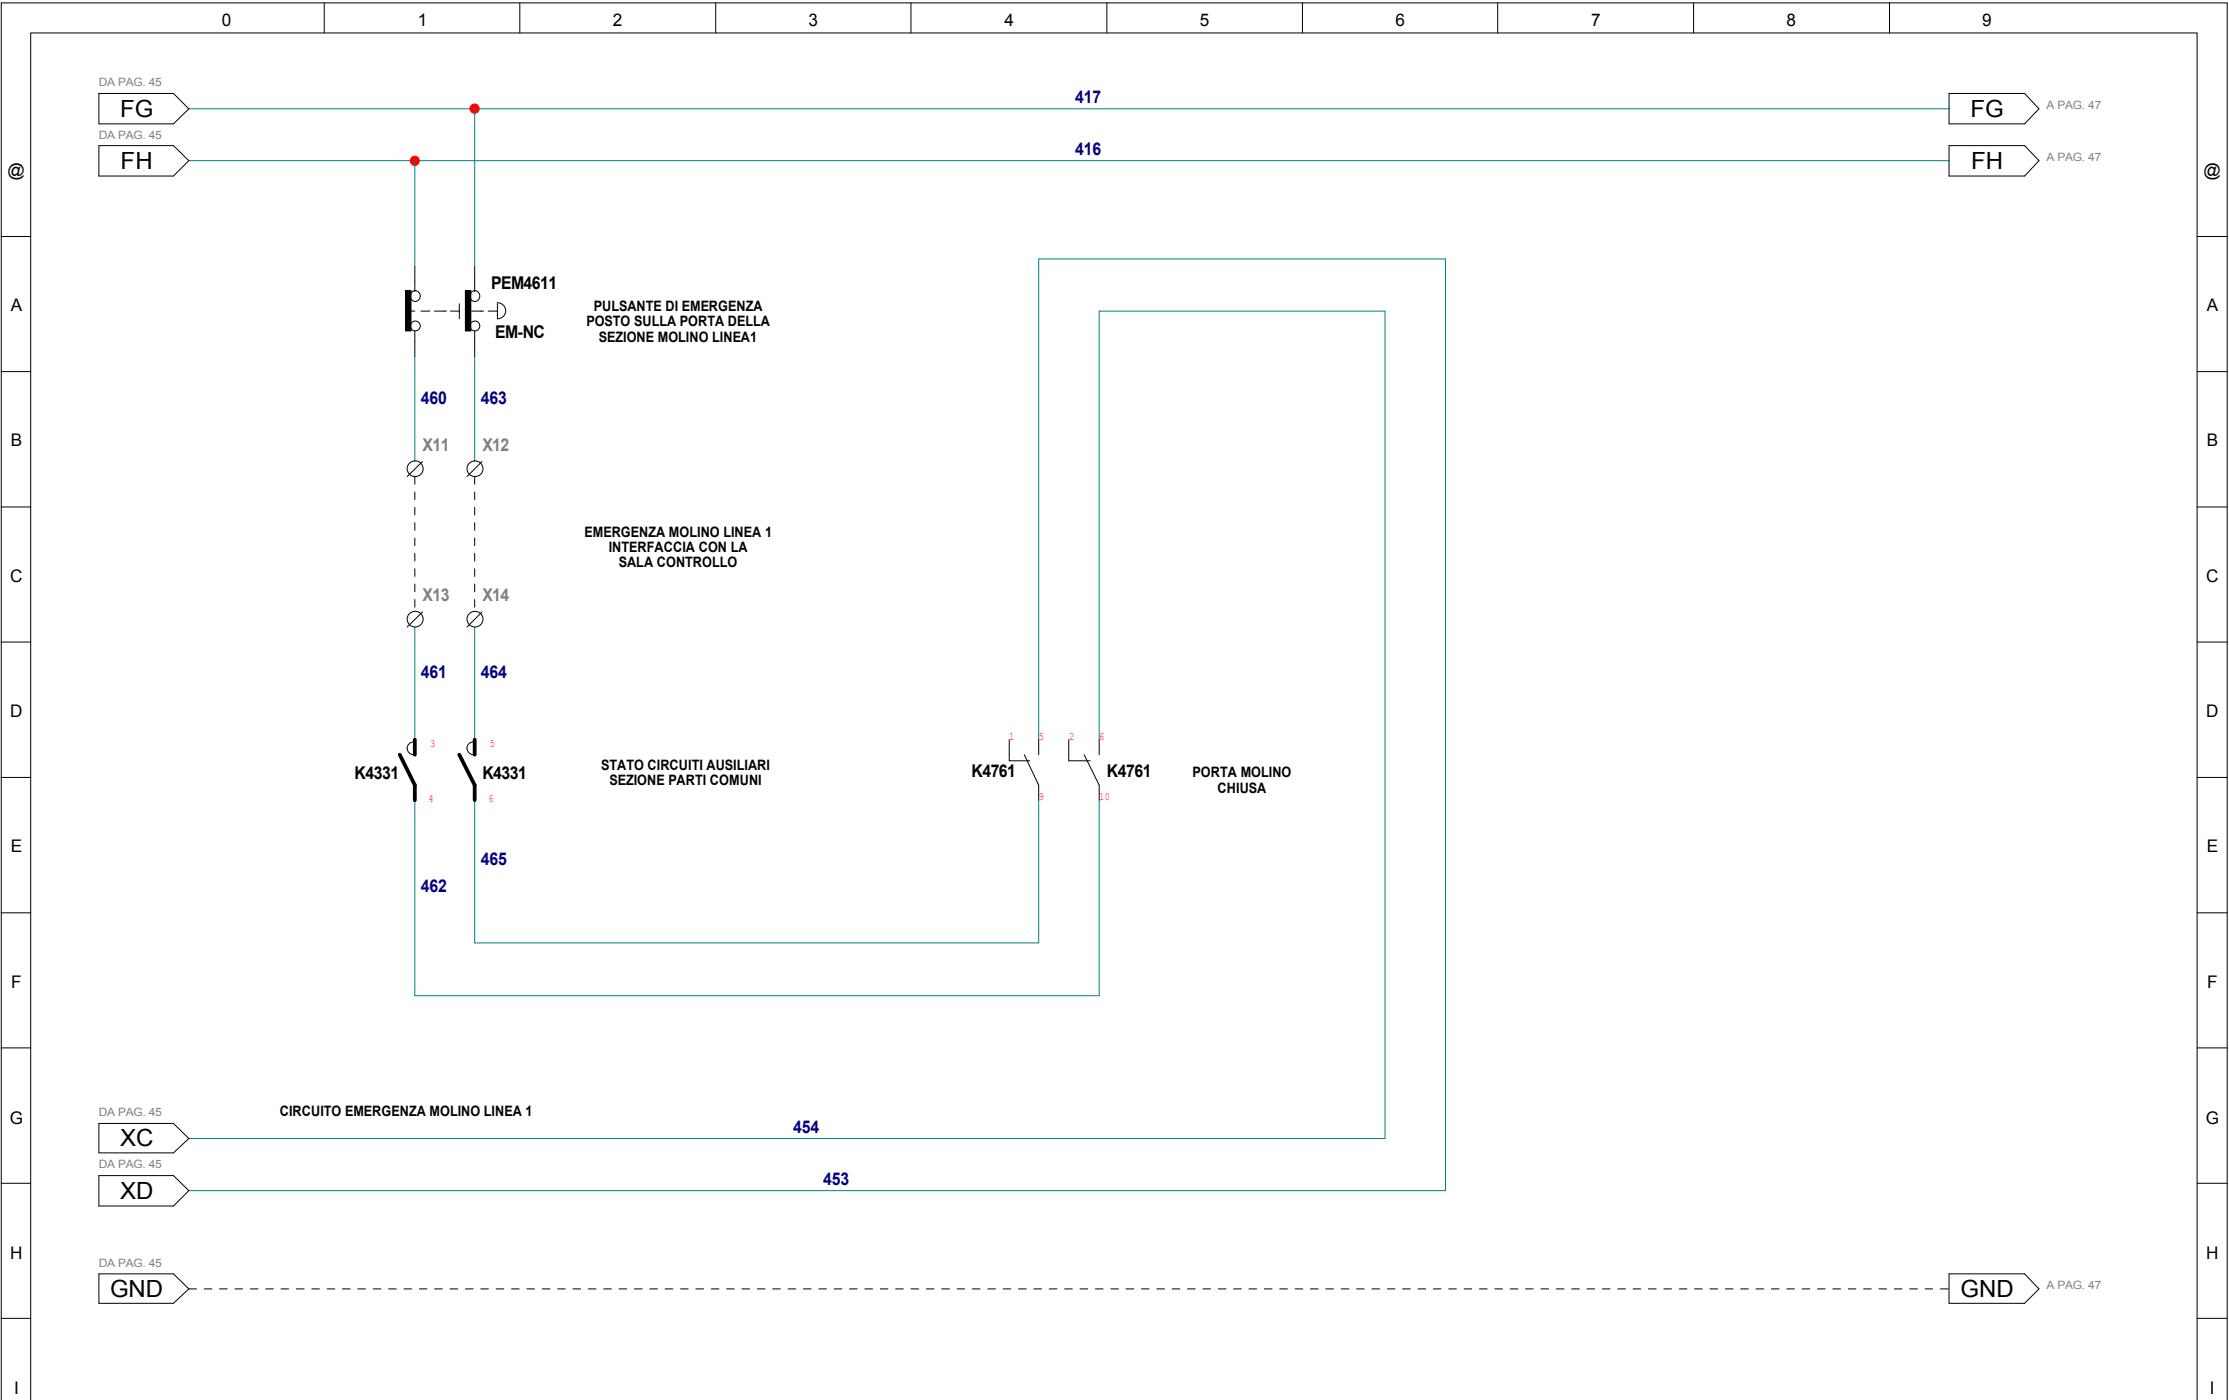 0 1 2 3 4 5 6 7 8 9
DA PAG. 45
FG
417
FG
A PAG. 47
DA PAG. 45
FH
416
FH
A PAG. 47
@
@
A
PEM4611
EM-NC
PULSANTE DI EMERGENZA
POSTO SULLA PORTA DELLA
SEZIONE MOLINO LINEA1
A
460
463
B
X11
X12
B
EMERGENZA MOLINO LINEA 1
INTERFACCIA CON LA
SALA CONTROLLO
C
C
X13
X14
461
464
D
D
3
5
K4331
K4331
4
6
STATO CIRCUITI AUSILIARI
SEZIONE PARTI COMUNI
1
5
2
6
K4761
K4761
9
10
PORTA MOLINO
CHIUSA
E
E
465
462
F
F
G
G
DA PAG. 45
XC
CIRCUITO EMERGENZA MOLINO LINEA 1
454
DA PAG. 45
XD
453
H
H
DA PAG. 45
GND
GND
A PAG. 47
I
I